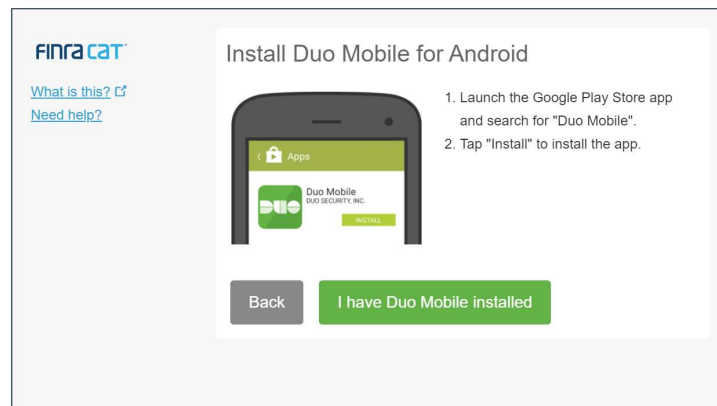 FINRA CAT
What is this?
Need help?
Install Duo Mobile for Android
1. Launch the Google Play Store app
and search for "Duo Mobile".
2. Tap "Install" to install the app.
Apps
DUO
Duo Mobile
DUO SECURITY, INC.
INSTALL
Back
I have Duo Mobile installed